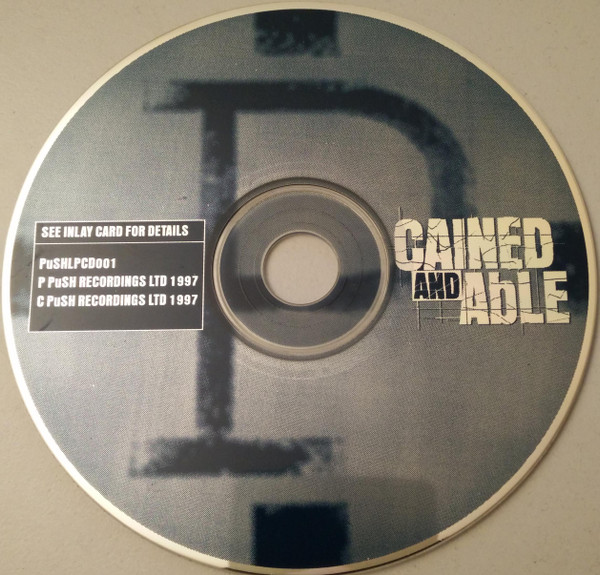 P
SEE INLAY CARD FOR DETAILS
PuSHLPCD001
P PuSH RECORDINGS LTD 1997
C PuSH RECORDINGS LTD 1997
CAINED
AND AbLE